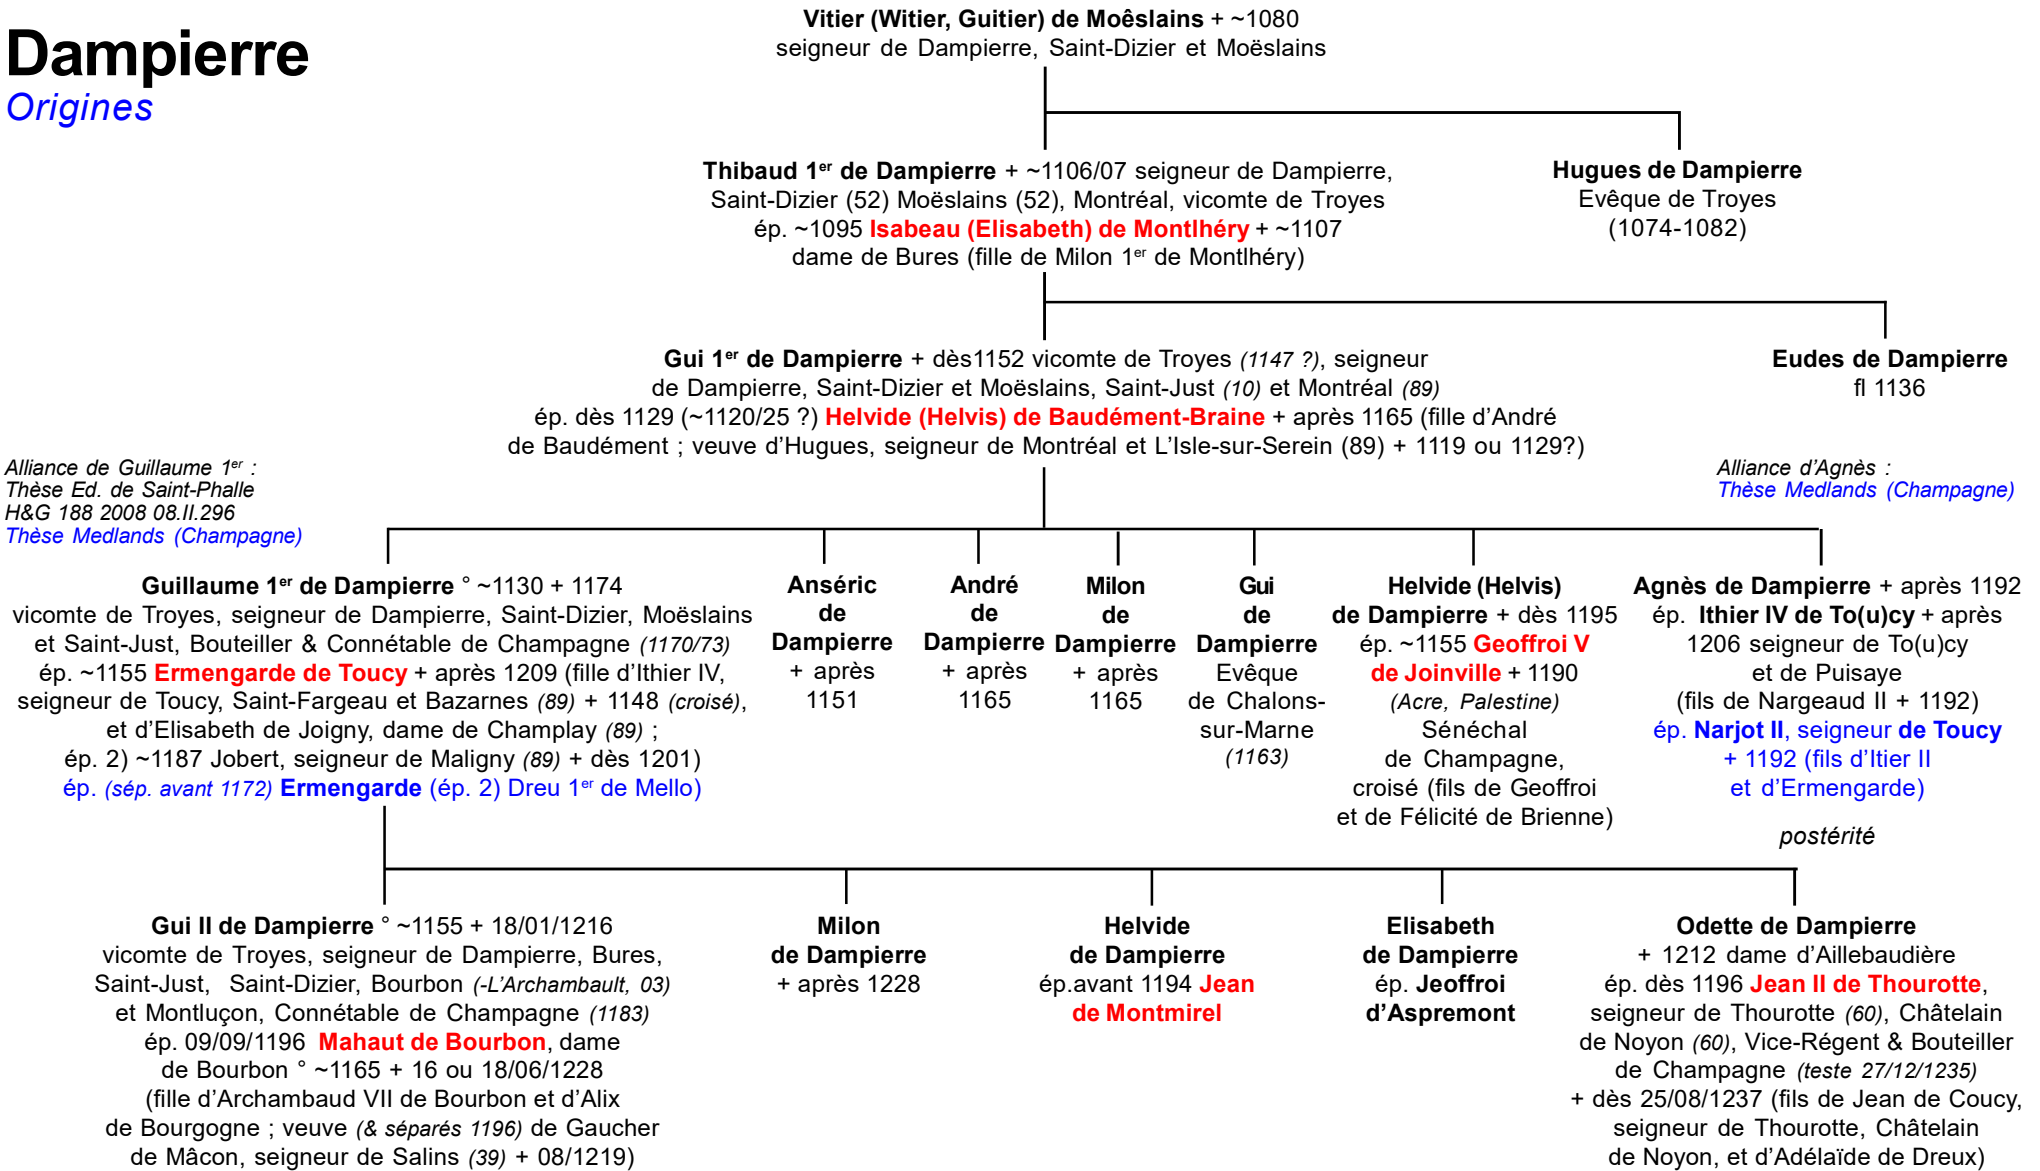 Dampierre
Origines
Vitier (Witier, Guitier) de Moêslains + ~1080
seigneur de Dampierre, Saint-Dizier et Moëslains
Thibaud 1er de Dampierre + ~1106/07 seigneur de Dampierre,
Saint-Dizier (52) Moëslains (52), Montréal, vicomte de Troyes
ép. ~1095 Isabeau (Elisabeth) de Montlhéry + ~1107
dame de Bures (fille de Milon 1er de Montlhéry)
Hugues de Dampierre
Evêque de Troyes
(1074-1082)
Gui 1er de Dampierre + dès1152 vicomte de Troyes (1147 ?), seigneur
de Dampierre, Saint-Dizier et Moëslains, Saint-Just (10) et Montréal (89)
ép. dès 1129 (~1120/25 ?) Helvide (Helvis) de Baudément-Braine + après 1165 (fille d'André
de Baudément ; veuve d'Hugues, seigneur de Montréal et L'Isle-sur-Serein (89) + 1119 ou 1129?)
Eudes de Dampierre
fl 1136
Alliance de Guillaume 1er :
Thèse Ed. de Saint-Phalle
H&G 188 2008 08.II.296
Thèse Medlands (Champagne)
Alliance d'Agnès :
Thèse Medlands (Champagne)
Guillaume 1er de Dampierre ° ~1130 + 1174
vicomte de Troyes, seigneur de Dampierre, Saint-Dizier, Moëslains
et Saint-Just, Bouteiller & Connétable de Champagne (1170/73)
ép. ~1155 Ermengarde de Toucy + après 1209 (fille d'Ithier IV,
seigneur de Toucy, Saint-Fargeau et Bazarnes (89) + 1148 (croisé),
et d'Elisabeth de Joigny, dame de Champlay (89) ;
ép. 2) ~1187 Jobert, seigneur de Maligny (89) + dès 1201)
ép. (sép. avant 1172) Ermengarde (ép. 2) Dreu 1er de Mello)
Anséric
de
Dampierre
+ après
1151
André
de
Dampierre
+ après
1165
Milon
de
Dampierre
+ après
1165
Gui
de
Dampierre
Evêque
de Chalons-
sur-Marne
(1163)
Helvide (Helvis)
de Dampierre + dès 1195
ép. ~1155 Geoffroi V
de Joinville + 1190
(Acre, Palestine)
Sénéchal
de Champagne,
croisé (fils de Geoffroi
et de Félicité de Brienne)
Agnès de Dampierre + après 1192
ép. Ithier IV de To(u)cy + après
1206 seigneur de To(u)cy
et de Puisaye
(fils de Nargeaud II + 1192)
ép. Narjot II, seigneur de Toucy
+ 1192 (fils d'Itier II
et d'Ermengarde)
postérité
Gui II de Dampierre ° ~1155 + 18/01/1216
vicomte de Troyes, seigneur de Dampierre, Bures,
Saint-Just, Saint-Dizier, Bourbon (-L'Archambault, 03)
et Montluçon, Connétable de Champagne (1183)
ép. 09/09/1196 Mahaut de Bourbon, dame
de Bourbon ° ~1165 + 16 ou 18/06/1228
(fille d'Archambaud VII de Bourbon et d'Alix
de Bourgogne ; veuve (& séparés 1196) de Gaucher
de Mâcon, seigneur de Salins (39) + 08/1219)
Milon
de Dampierre
+ après 1228
Helvide
de Dampierre
ép.avant 1194 Jean
de Montmirel
Elisabeth
de Dampierre
ép. Jeoffroi
d'Aspremont
Odette de Dampierre
+ 1212 dame d'Aillebaudière
ép. dès 1196 Jean II de Thourotte,
seigneur de Thourotte (60), Châtelain
de Noyon (60), Vice-Régent & Bouteiller
de Champagne (teste 27/12/1235)
+ dès 25/08/1237 (fils de Jean de Coucy,
seigneur de Thourotte, Châtelain
de Noyon, et d'Adélaïde de Dreux)